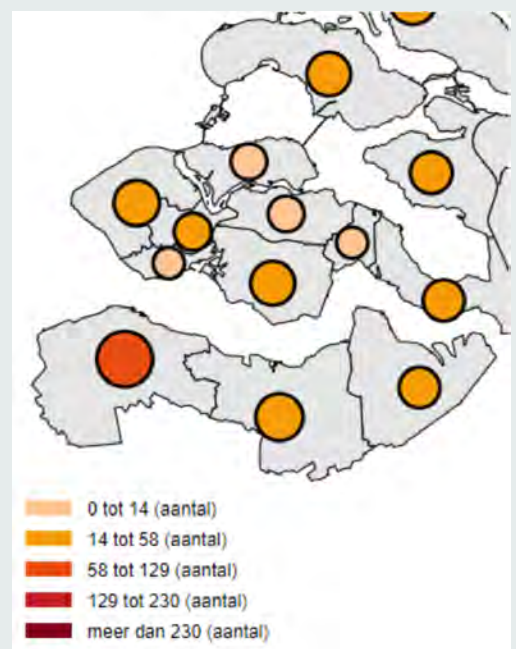 0 tot 14 (aantal)
14 tot 58 (aantal)
58 tot 129 (aantal)
129 tot 230 (aantal)
meer dan 230 (aantal)